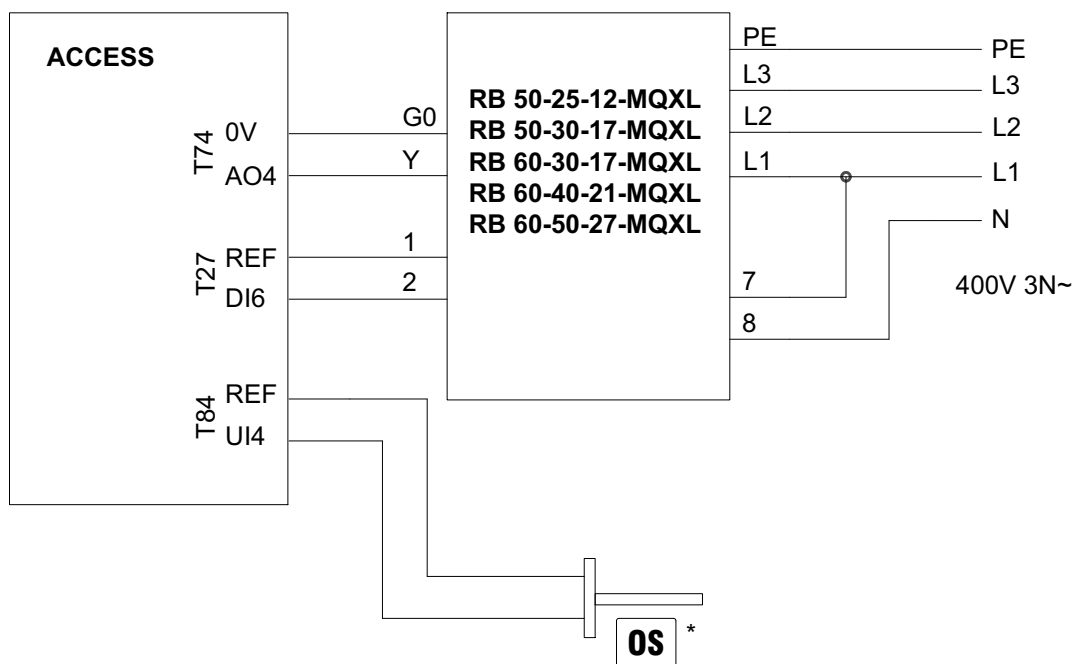 ACCESS
T74
0V
AO4
T27
REF
DI6
T84
REF
UI4
G0
Y
1
2
RB 50-25-12-MQXL
RB 50-30-17-MQXL
RB 60-30-17-MQXL
RB 60-40-21-MQXL
RB 60-50-27-MQXL
PE
L3
L2
L1
7
8
PE
L3
L2
L1
N
400V 3N~
OS *